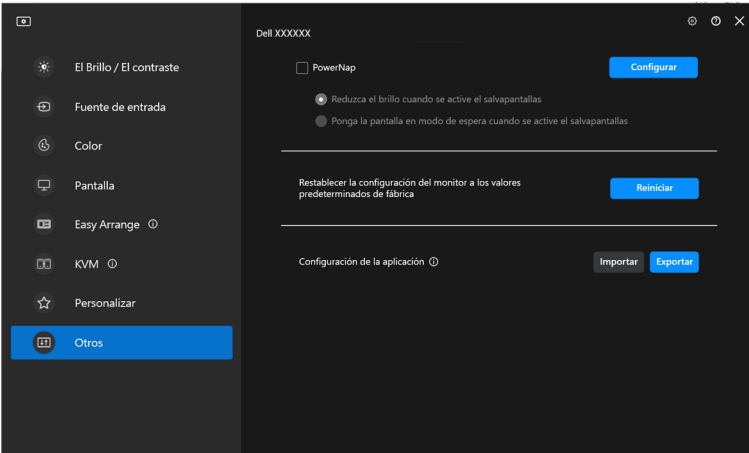 Dell XXXXXX
El Brillo / El contraste
Fuente de entrada
Color
Pantalla
Easy Arrange
KVM
Personalizar
Otros
PowerNap
Configurar
Reduzca el brillo cuando se active el salvapantallas
Ponga la pantalla en modo de espera cuando se active el salvapantallas
Restablecer la configuración del monitor a los valores
predeterminados de fábrica
Reiniciar
Configuración de la aplicación
Importar
Exportar